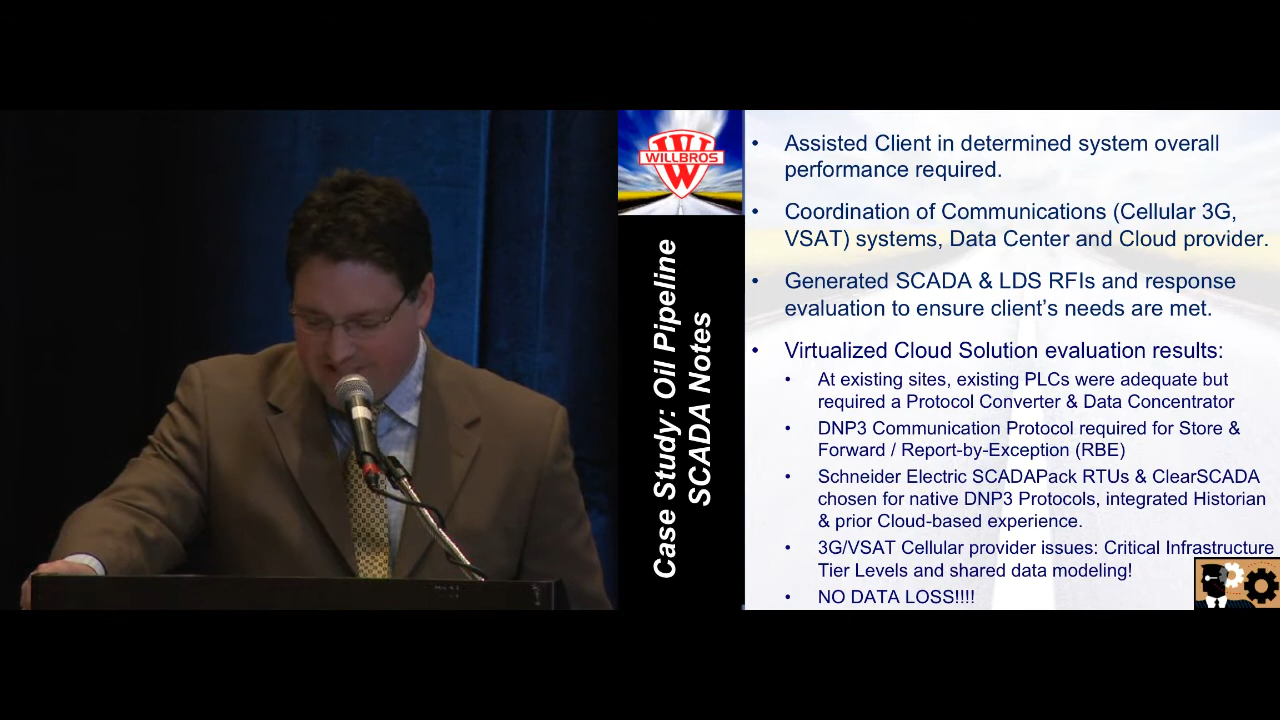 WILLBROS
Case Study: Oil Pipeline
SCADA Notes
• Assisted Client in determined system overall
performance required.
• Coordination of Communications (Cellular 3G,
VSAT) systems, Data Center and Cloud provider.
• Generated SCADA & LDS RFIs and response
evaluation to ensure client’s needs are met.
• Virtualized Cloud Solution evaluation results:
• At existing sites, existing PLCs were adequate but
required a Protocol Converter & Data Concentrator
• DNP3 Communication Protocol required for Store &
Forward / Report-by-Exception (RBE)
• Schneider Electric SCADAPack RTUs & ClearSCADA
chosen for native DNP3 Protocols, integrated Historian
& prior Cloud-based experience.
• 3G/VSAT Cellular provider issues: Critical Infrastructure
Tier Levels and shared data modeling!
• NO DATA LOSS!!!!